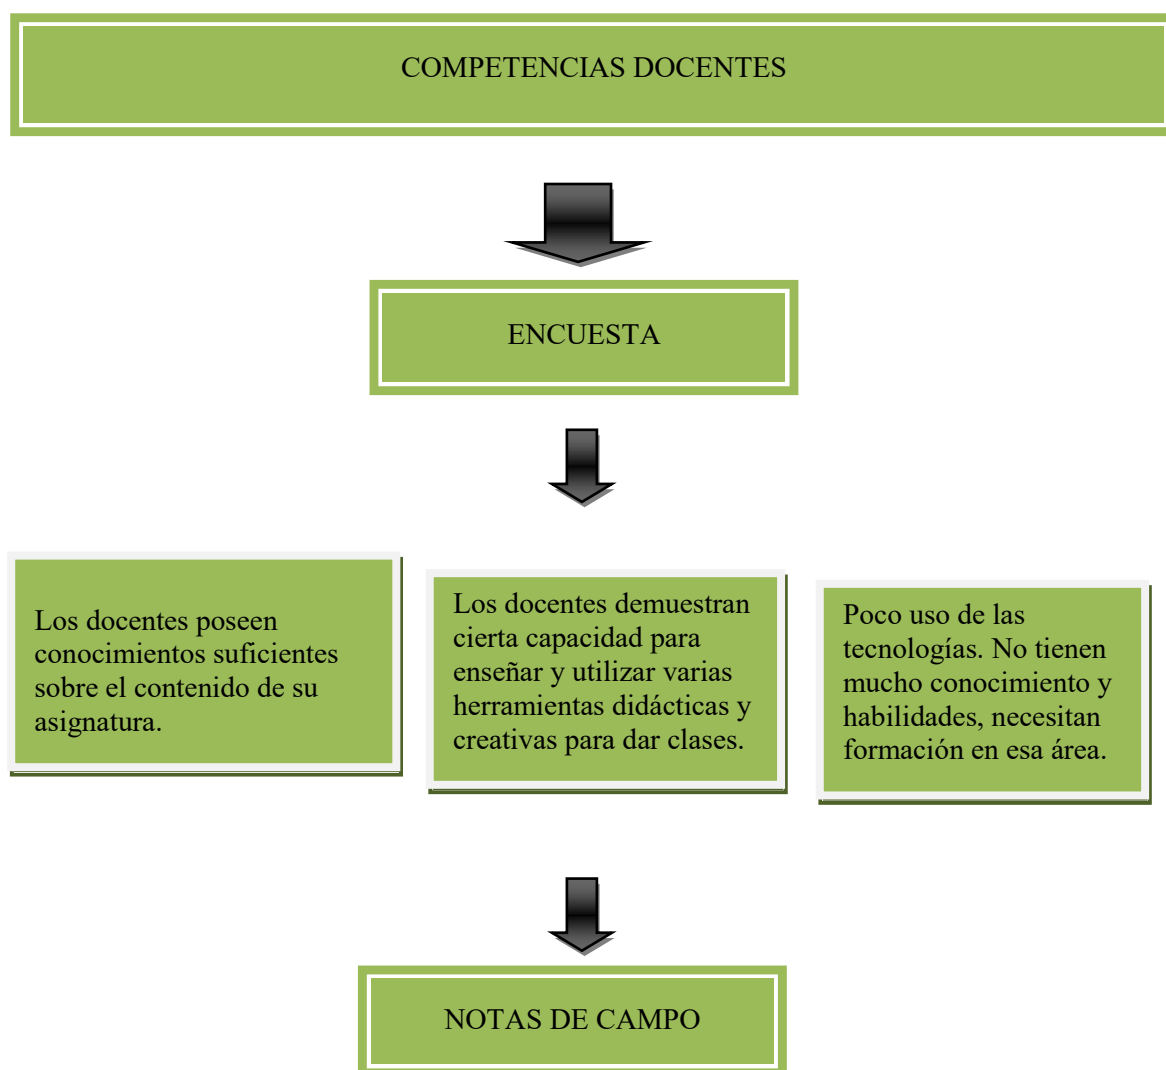 COMPETENCIAS DOCENTES
ENCUESTA
Los docentes poseen
conocimientos suficientes
sobre el contenido de su
asignatura.
Los docentes demuestran
cierta capacidad para
enseñar y utilizar varias
herramientas didácticas y
creativas para dar clases.
Poco uso de las
tecnologías. No tienen
mucho conocimiento y
habilidades, necesitan
formación en esa área.
NOTAS DE CAMPO